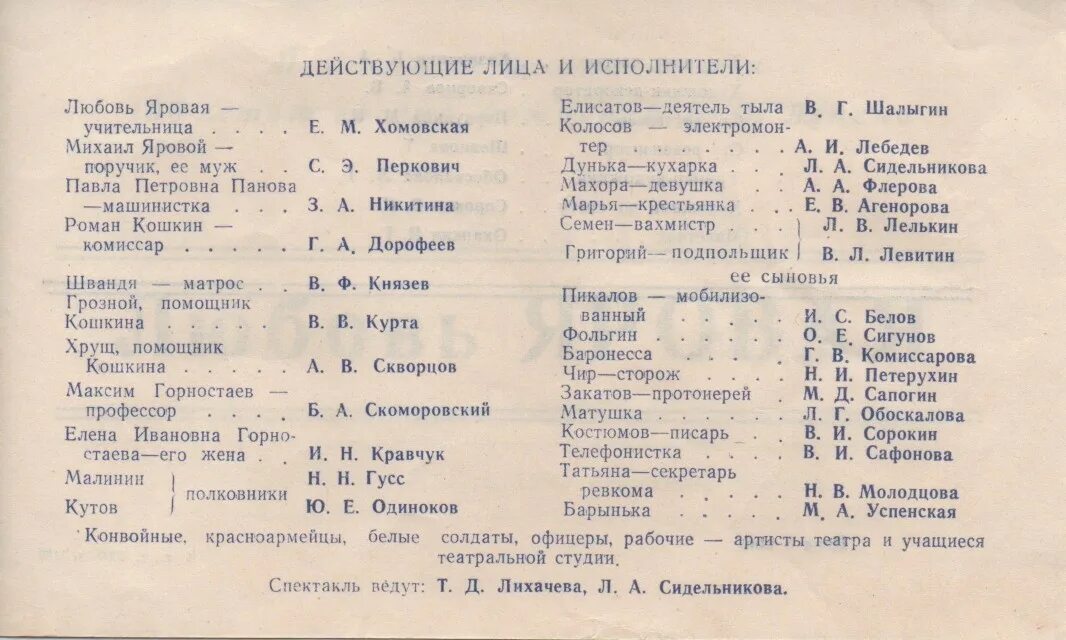 ДЕЙСТВУЮЩИЕ ЛИЦА И ИСПОЛНИТЕЛИ:
Любовь Яровая —
учительница . . . . Е. М. Хомовская
Михаил Яровой —
поручик, ее муж . . С. Э. Перкович
Павла Петровна Панова
—машинистка . . . З. А. Никитина
Роман Кошкин —
комиссар . . . . Г. А. Дорофеев
Швандя — матрос . . В. Ф. Князев
Грозной, помощник
Кошкина . . . . . В. В. Курта
Хрущ, помощник
Кошкина . . . . . А. В. Скворцов
Максим Горностаев —
профессор . . . . Б. А. Скоморовский
Елена Ивановна Горно-
стаева—его жена . . И. Н. Кравчук
Малинин } полковники Н. Н. Гусс
Кутов } Ю. Е. Одиноков
Елисатов—деятель тыла В. Г. Шалыгин
Колосов — электромон-
тер . . . . . А. И. Лебедев
Дунька—кухарка . . . Л. А. Сидельникова
Махора—девушка . . . А. А. Флерова
Марья—крестьянка . . . Е. В. Агенорова
Семен—вахмистр } Л. В. Лелькин
Григорий—подпольщик } В. Л. Левитин
ее сыновья
Пикалов — мобилизо-
ванный . . . . . И. С. Белов
Фольгин . . . . . О. Е. Сигунов
Баронесса . . . . . Г. В. Комиссарова
Чир—сторож . . . . Н. И. Петерухин
Закатов—протоиерей . М. Д. Сапогин
Матушка . . . . . Л. Г. Обоскалова
Костюмов—писарь . . В. И. Сорокин
Телефонистка . . . . В. И. Сафонова
Татьяна—секретарь
ревкома . . . . . Н. В. Молодцова
Барынька . . . . . М. А. Успенская
Конвойные, красноармейцы, белые солдаты, офицеры, рабочие — артисты театра и учащиеся
театральной студии.
Спектакль ведут: Т. Д. Лихачева, Л. А. Сидельникова.